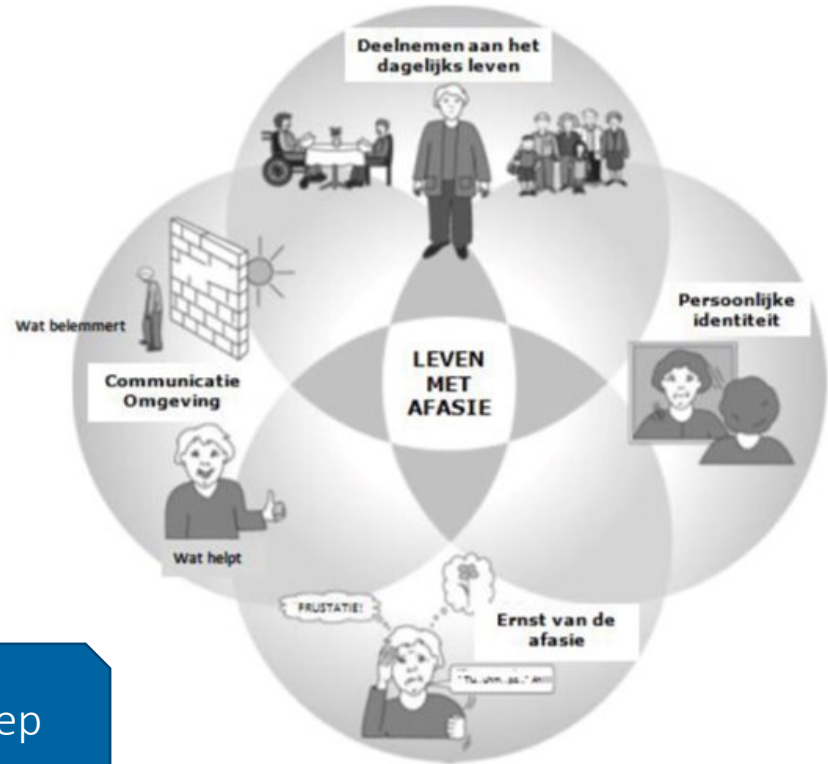 Deelnemen aan het
dagelijks leven
Wat belemmert
Communicatie
Omgeving
Wat helpt
LEVEN
MET
AFASIE
Persoonlijke
identiteit
FRUSTATIE!
Ernst van de
afasie
ep